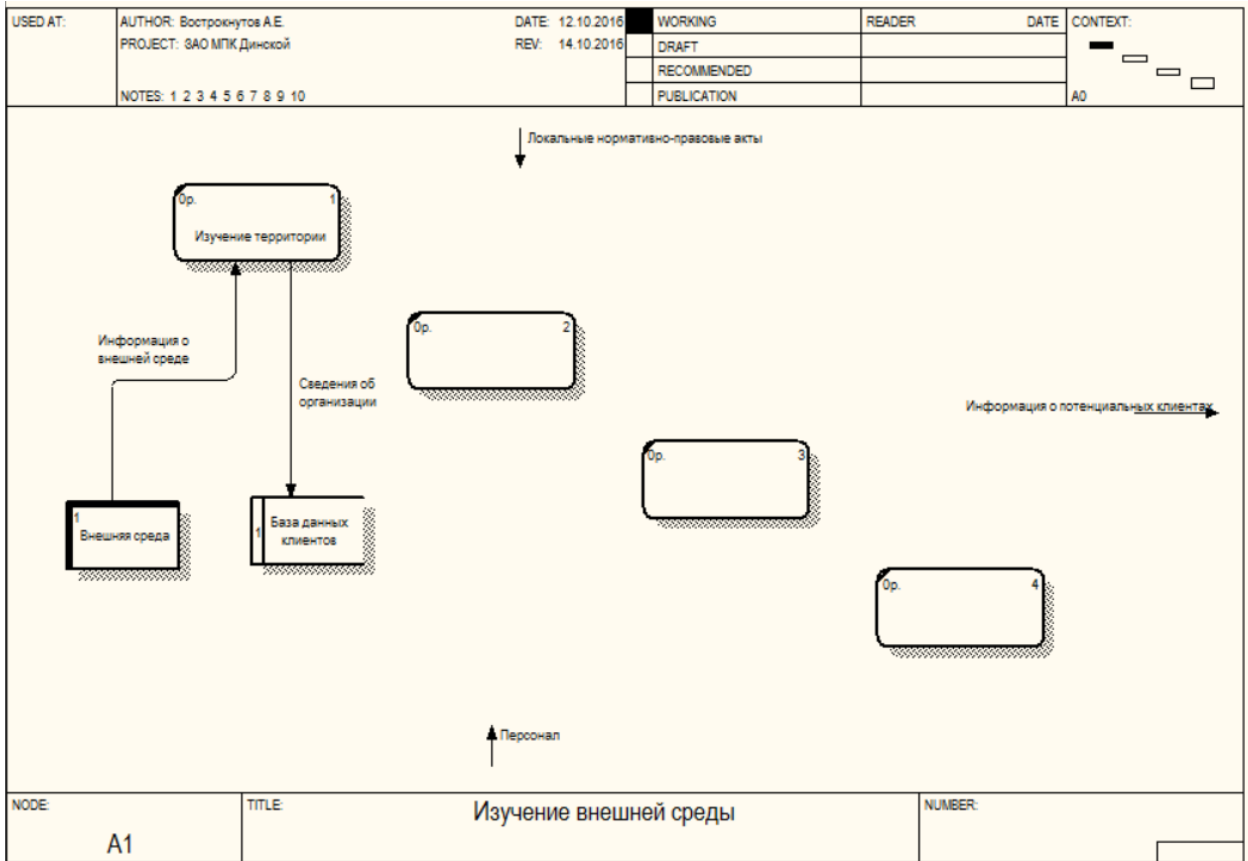 USED AT:
AUTHOR: Вострокнутов А.Е.
DATE: 12.10.2016
WORKING
READER
DATE
CONTEXT:
PROJECT: ЗАО МПК Динской
REV: 14.10.2016
DRAFT
RECOMMENDED
NOTES: 1 2 3 4 5 6 7 8 9 10
PUBLICATION
A0
Локальные нормативно-правовые акты
0р.
1
Изучение территории
0р.
2
Информация о
внешней среде
Сведения об
организации
Информация о потенциальных клиентах
0р.
3
1
Внешняя среда
1
База данных
клиентов
0р.
4
Персонал
NODE:
A1
TITLE:
Изучение внешней среды
NUMBER: